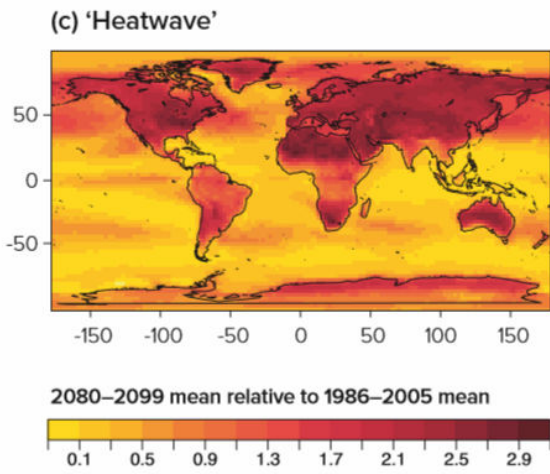 (c) ‘Heatwave’
50
0
-50
-150 -100 -50 0 50 100 150
2080–2099 mean relative to 1986–2005 mean
0.1 0.5 0.9 1.3 1.7 2.1 2.5 2.9